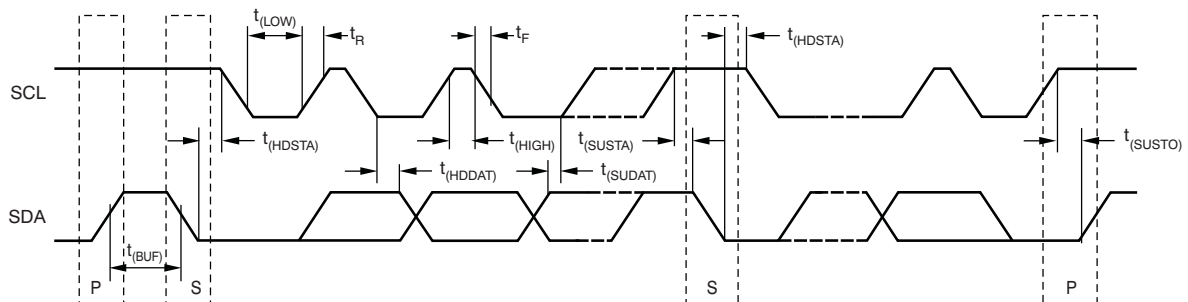 t(LOW)
tR
tF
t(HDSTA)
SCL
t(HDSTA)
t(HIGH)
t(SUSTA)
t(SUSTO)
t(HDDAT)
t(SUDAT)
SDA
t(BUF)
P
S
S
P